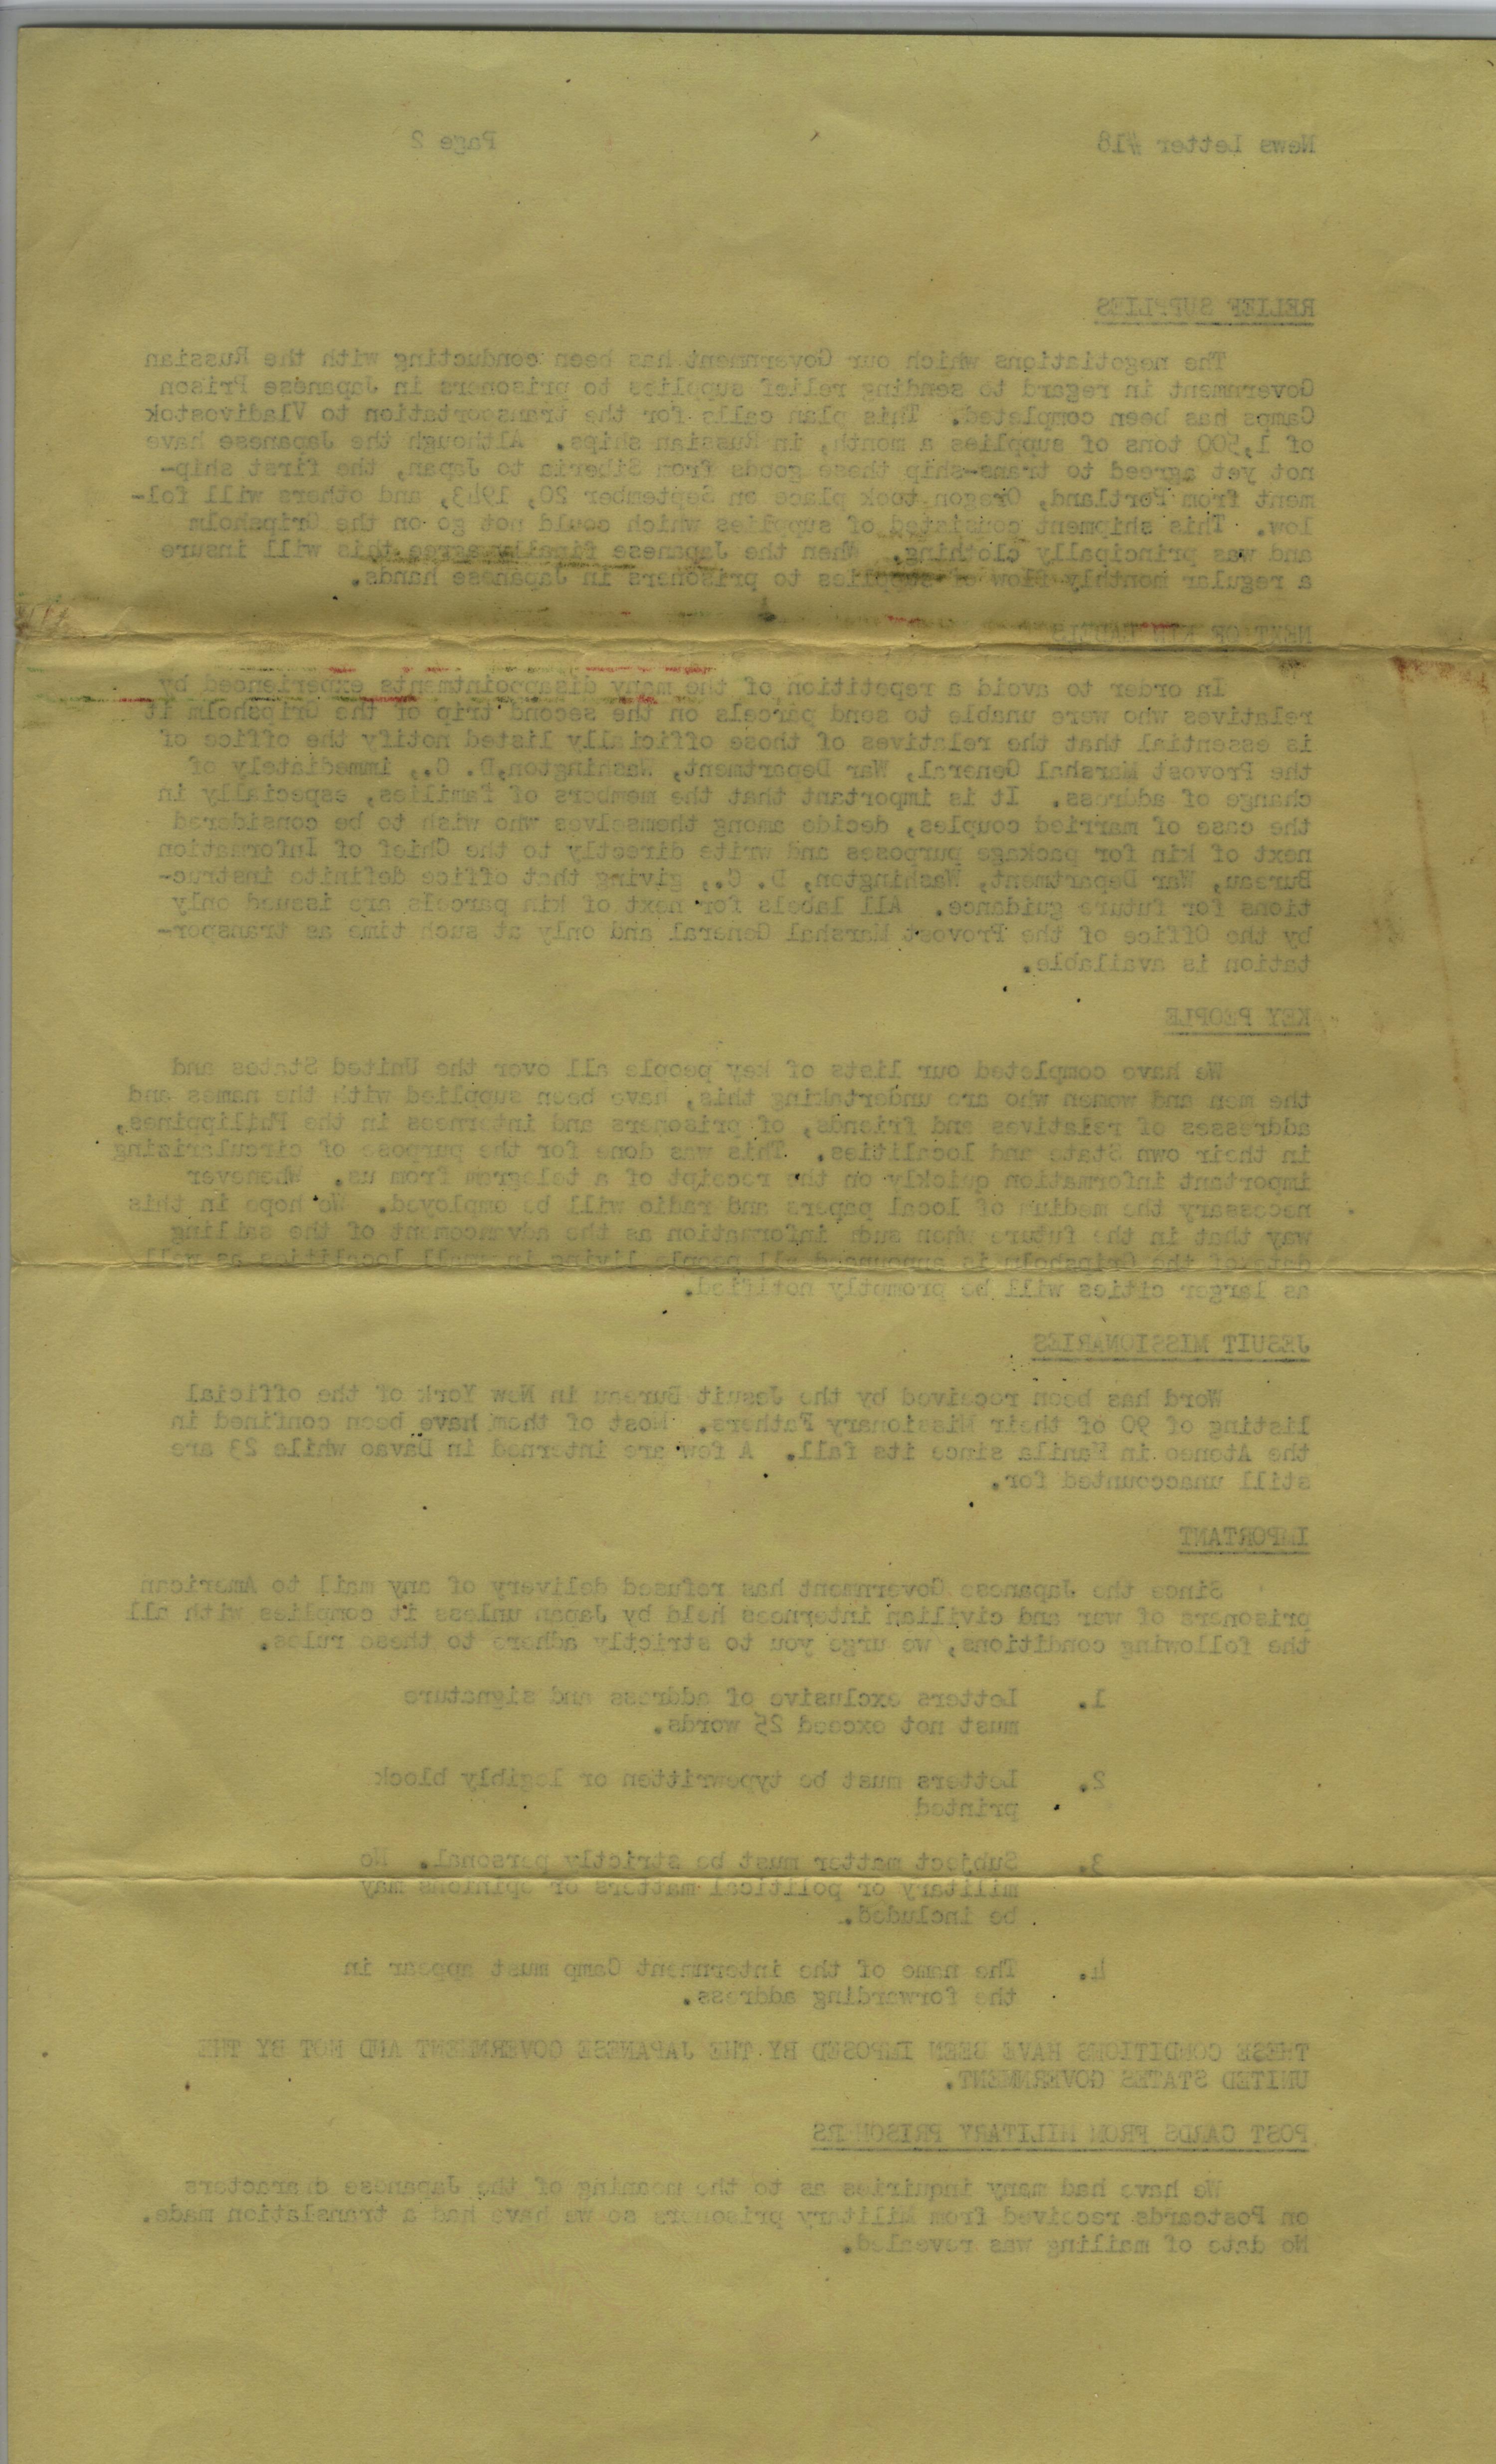 News Letter #18 Page 2
RELIEF SUPPLIES
The negotiations which our Government has been conducting with the Russian
Government in regard to sending relief supplies to prisoners in Japanese Prison
Camps has been completed. This plan calls for the transportation to Vladivostok
of 1,500 tons of supplies a month, in Russian ships. Although the Japanese have
not yet agreed to trans-ship these goods from Siberia to Japan, the first ship-
ment from Portland, Oregon took place on September 20, 1943, and others will fol-
low. This shipment consisted of supplies which could not go on the Gripsholm
and was principally clothing. When the Japanese finally agree this will insure
a regular monthly flow of supplies to prisoners in Japanese hands.
NEXT OF KIN LABELS
In order to avoid a repetition of the many disappointments experienced by
relatives who were unable to send parcels on the second trip of the Gripsholm it
is essential that the relatives of those officially listed notify the office of
the Provost Marshal General, War Department, Washington,D. C., immediately of
change of address. It is important that the members of families, especially in
the case of married couples, decide among themselves who wish to be considered
next of kin for package purposes and write directly to the Chief of Information
Bureau, War Department, Washington, D. C., giving that office definite instruc-
tions for future guidance. All labels for next of kin parcels are issued only
by the Office of the Provost Marshal General and only at such time as transpor-
tation is available.
KEY PEOPLE
We have completed our lists of key people all over the United States and
the men and women who are undertaking this, have been supplied with the names and
addresses of relatives and friends, of prisoners and internees in the Philippines,
in their own State and localities. This was done for the purpose of circularizing
important information quickly on the receipt of a telegram from us. Whenever
necessary the medium of local papers and radio will be employed. We hope in this
way that in the future when such information as the advancement of the sailing
date of the Gripsholm is announced all people living in small localities as well
as larger cities will be promptly notified.
JESUIT MISSIONARIES
Word has been received by the Jesuit Bureau in New York of the official
listing of 90 of their Missionary Fathers. Most of them have been confined in
the Ateneo in Manila since its fall. A few are interned in Davao while 23 are
still unaccounted for.
IMPORTANT
Since the Japanese Government has refused delivery of any mail to American
prisoners of war and civilian internees held by Japan unless it complies with all
the following conditions, we urge you to strictly adhere to these rules.
1. Letters exclusive of address and signature
must not exceed 25 words.
2. Letters must be typewritten or legibly block
printed
3. Subject matter must be strictly personal. No
military or political matters or opinions may
be included.
4. The name of the internment Camp must appear in
the forwarding address.
THESE CONDITIONS HAVE BEEN IMPOSED BY THE JAPANESE GOVERNMENT AND NOT BY THE
UNITED STATES GOVERNMENT.
POST CARDS FROM MILITARY PRISONERS
We have had many inquiries as to the meaning of the Japanese characters
on Postcards received from Military prisoners so we have had a translation made.
No date of mailing was revealed.